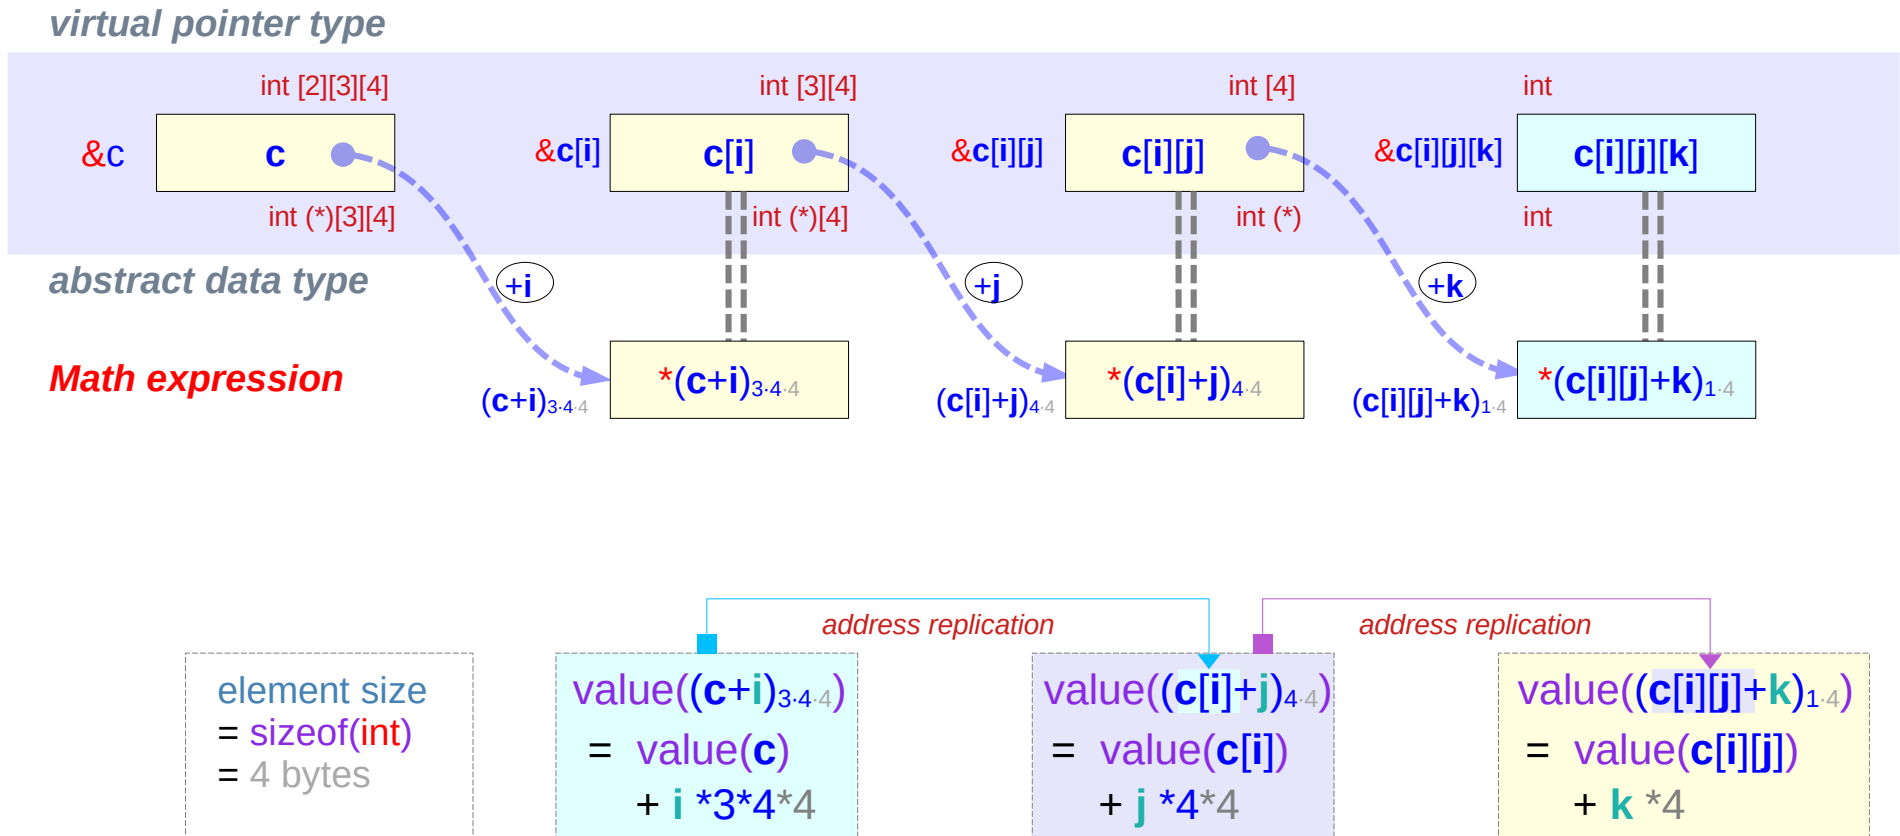 virtual pointer type
int [2][3][4] int [3][4] int [4] int
&c c &c[i] c[i] &c[i][j] c[i][j] &c[i][j][k] c[i][j][k]
int (*)[3][4] int (*)[4] int (*) int
abstract data type +i +j +k
Math expression *(c+i)3·4·4 *(c[i]+j)4·4 *(c[i][j]+k)1·4
(c+i)3·4·4 (c[i]+j)4·4 (c[i][j]+k)1·4
address replication address replication
element size
= sizeof(int)
= 4 bytes
value((c+i)3·4·4)
= value(c)
+ i *3*4*4
value((c[i]+j)4·4)
= value(c[i])
+ j *4*4
value((c[i][j]+k)1·4)
= value(c[i][j])
+ k *4